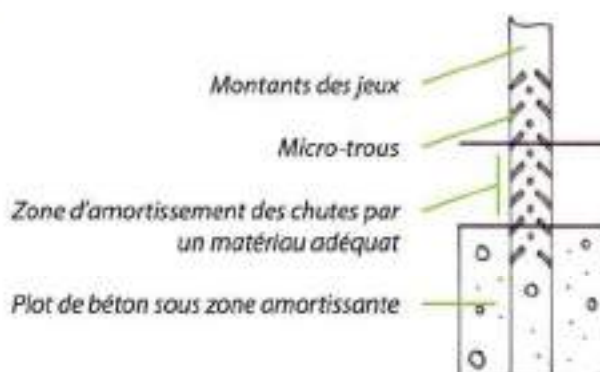 Montants des jeux
Micro-trous
Zone d'amortissement des chutes par
un matériau adéquat
Plot de béton sous zone amortissante